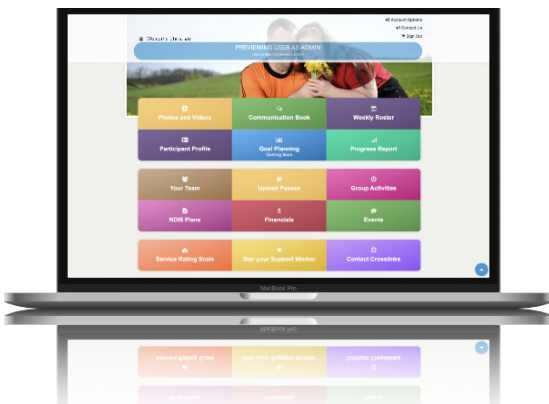 Account Options
Contact Us
Sign Out
PREVIEWING USER AS ADMIN
Photos and Videos
Communication Book
Weekly Roster
Participant Profile
Goal Planning
Coming Soon
Progress Report
Your Team
Upload Passes
Group Activities
NDIS Plans
Financials
Events
Service Rating Scale
Star your Support Worker
Contact Crosslinks
MacBook Pro